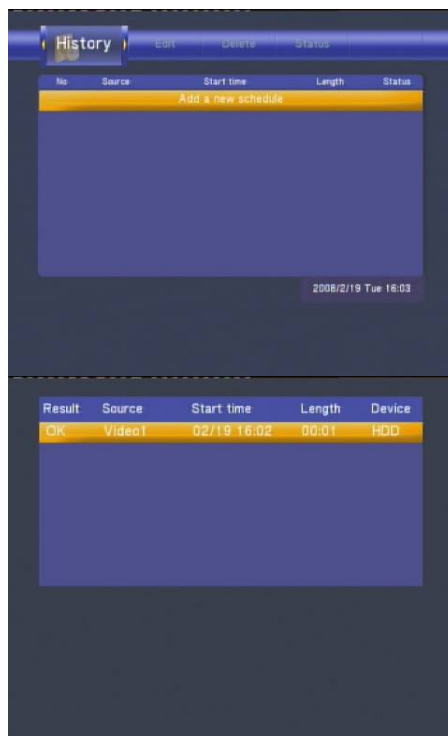 History Edit Delete Status
No Source Start time Length Status
Add a new schedule
2008/2/19 Tue 16:03
Result Source Start time Length Device
OK Video1 02/19 16:02 00:01 HDD